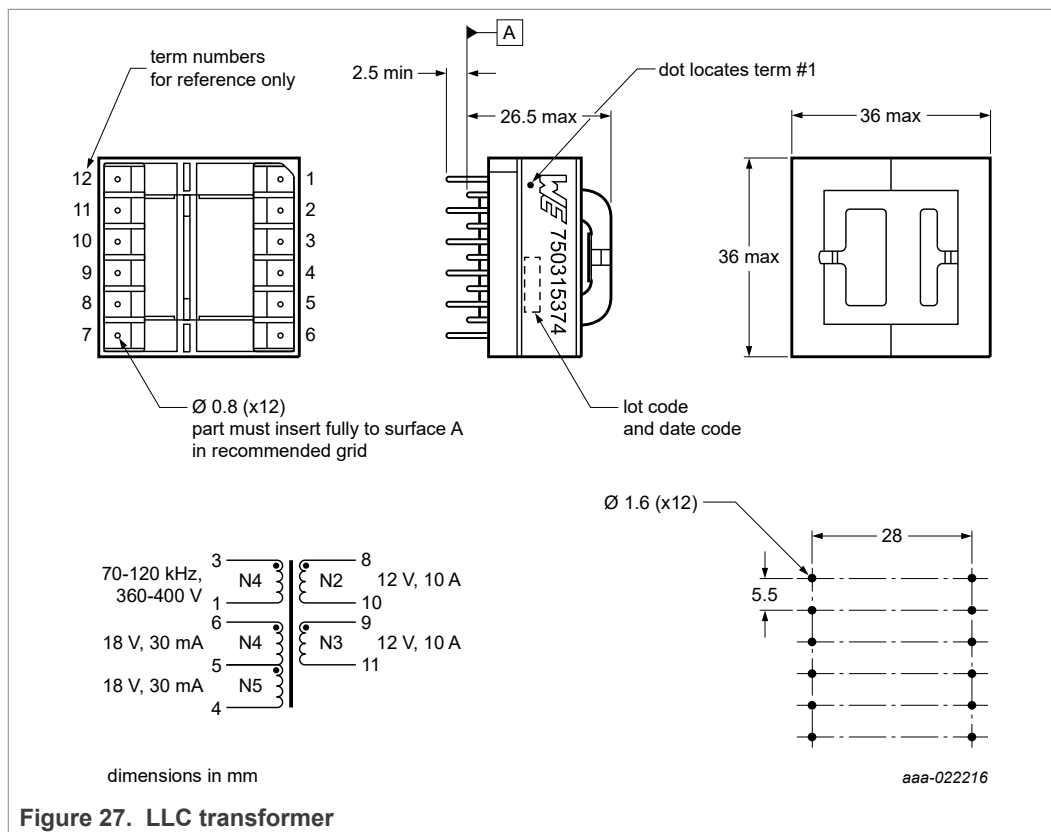 A
term numbers
for reference only
2.5 min
dot locates term #1
26.5 max
36 max
12
11
10
9
8
7
1
2
3
4
5
6
WE 750315374
36 max
Ø 0.8 (x12)
part must insert fully to surface A
in recommended grid
lot code
and date code
3
1
70-120 kHz,
360-400 V
N4
N2
8
10
12 V, 10 A
6
18 V, 30 mA
N4
N3
9
11
12 V, 10 A
5
18 V, 30 mA
N5
4
Ø 1.6 (x12)
28
5.5
dimensions in mm
aaa-022216
Figure 27. LLC transformer